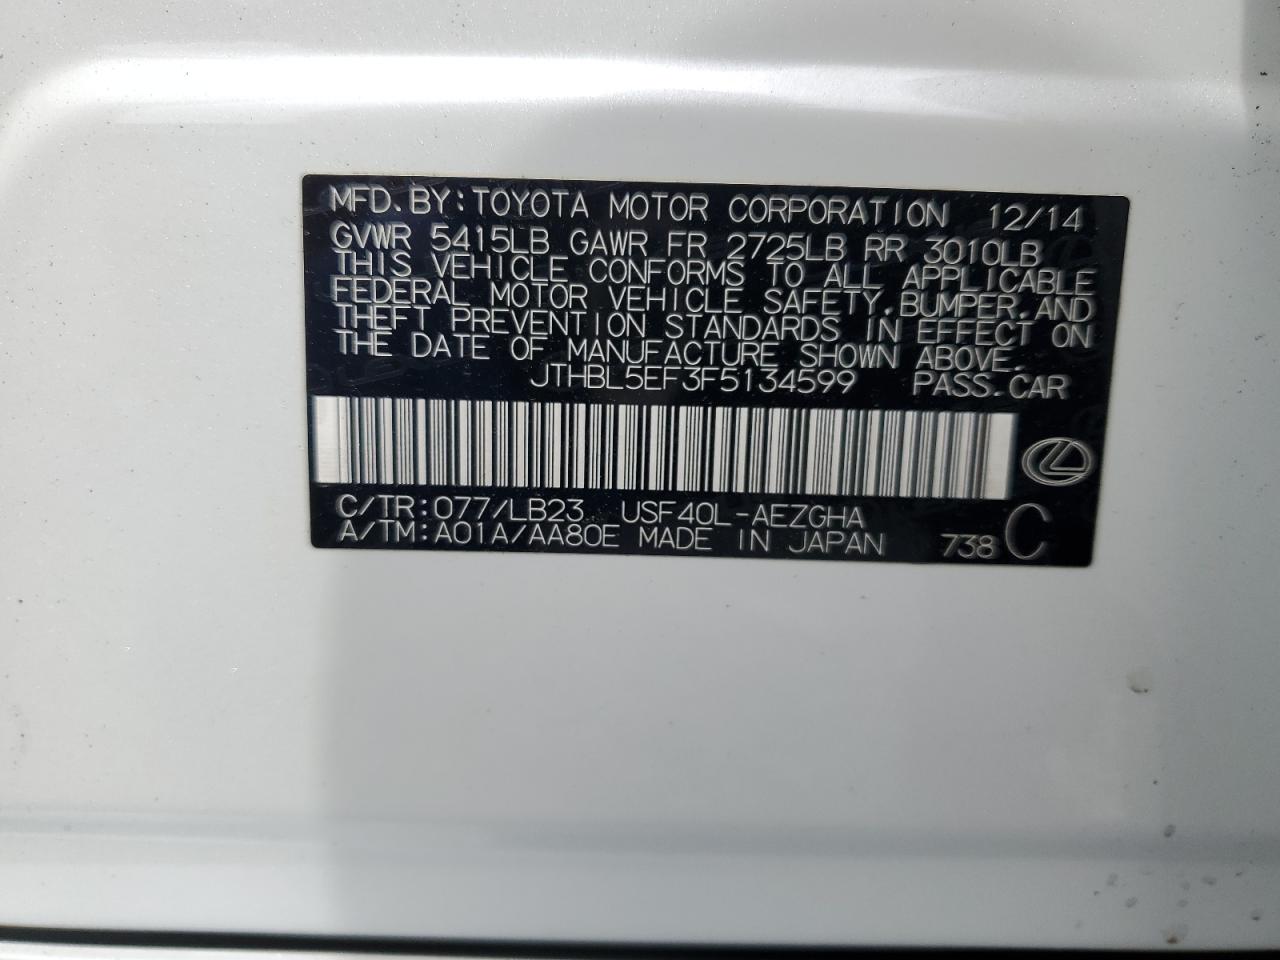 MFD. BY: TOYOTA MOTOR CORPORATION 12/14
GVWR 5415LB GAWR FR 2725LB RR 3010LB
THIS VEHICLE CONFORMS TO ALL APPLICABLE
FEDERAL MOTOR VEHICLE SAFETY, BUMPER, AND
THEFT PREVENTION STANDARDS IN EFFECT ON
THE DATE OF MANUFACTURE SHOWN ABOVE.
JTHBL5EF3F5134599 PASS. CAR
C/TR: 077/LB23 USF40L-AEZGHA
A/TM: A01A/AA80E MADE IN JAPAN 738 C